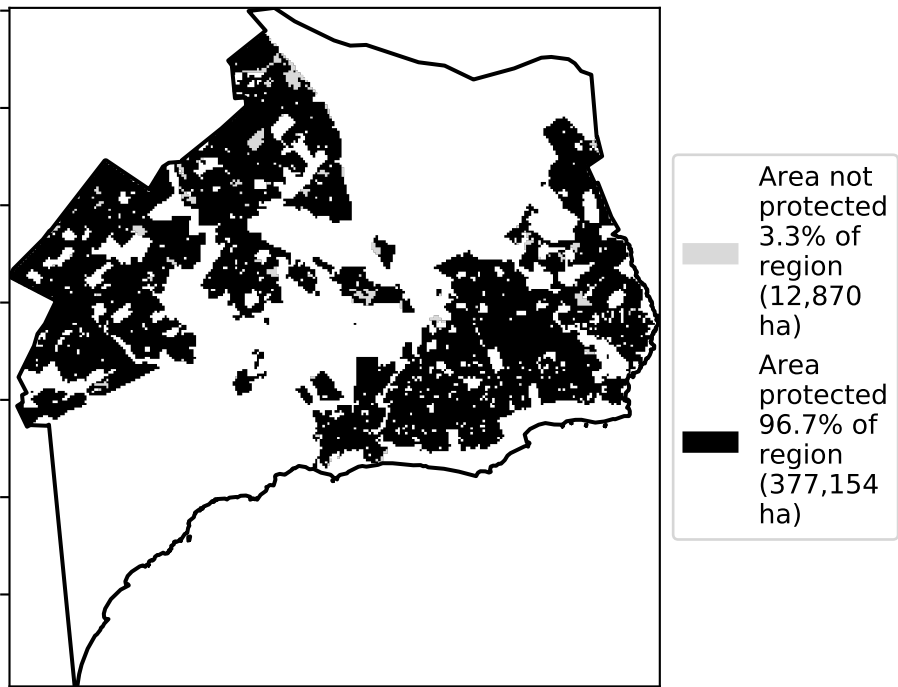 Area not
protected
3.3% of
region
(12,870
ha)
Area
protected
96.7% of
region
(377,154
ha)